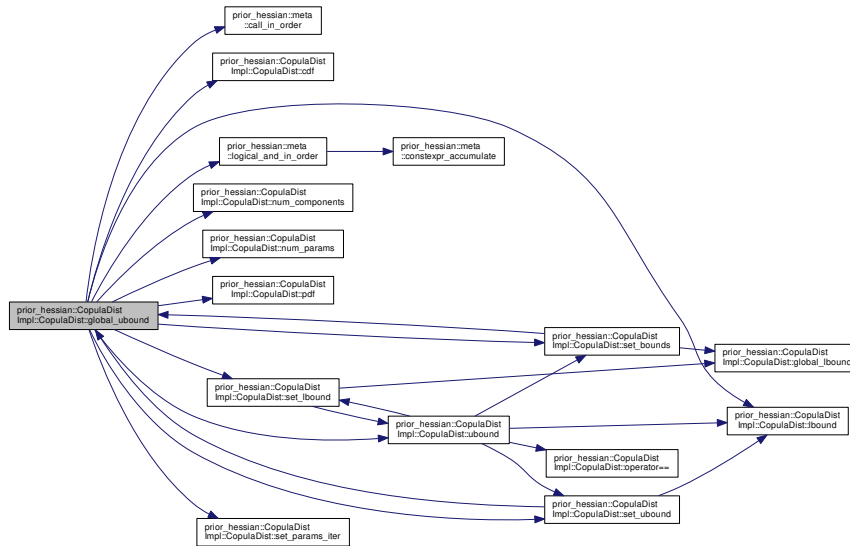 prior_hessian::meta
::call_in_order
prior_hessian::CopulaDist
Impl::CopulaDist::cdf
prior_hessian::meta
::logical_and_in_order
prior_hessian::meta
::constexpr_accumulate
prior_hessian::CopulaDist
Impl::CopulaDist::num_components
prior_hessian::CopulaDist
Impl::CopulaDist::num_params
prior_hessian::CopulaDist
Impl::CopulaDist::pdf
prior_hessian::CopulaDist
Impl::CopulaDist::global_ubound
prior_hessian::CopulaDist
Impl::CopulaDist::set_bounds
prior_hessian::CopulaDist
Impl::CopulaDist::global_lbound
prior_hessian::CopulaDist
Impl::CopulaDist::set_lbound
prior_hessian::CopulaDist
Impl::CopulaDist::ubound
prior_hessian::CopulaDist
Impl::CopulaDist::lbound
prior_hessian::CopulaDist
Impl::CopulaDist::operator==
prior_hessian::CopulaDist
Impl::CopulaDist::set_ubound
prior_hessian::CopulaDist
Impl::CopulaDist::set_params_iter